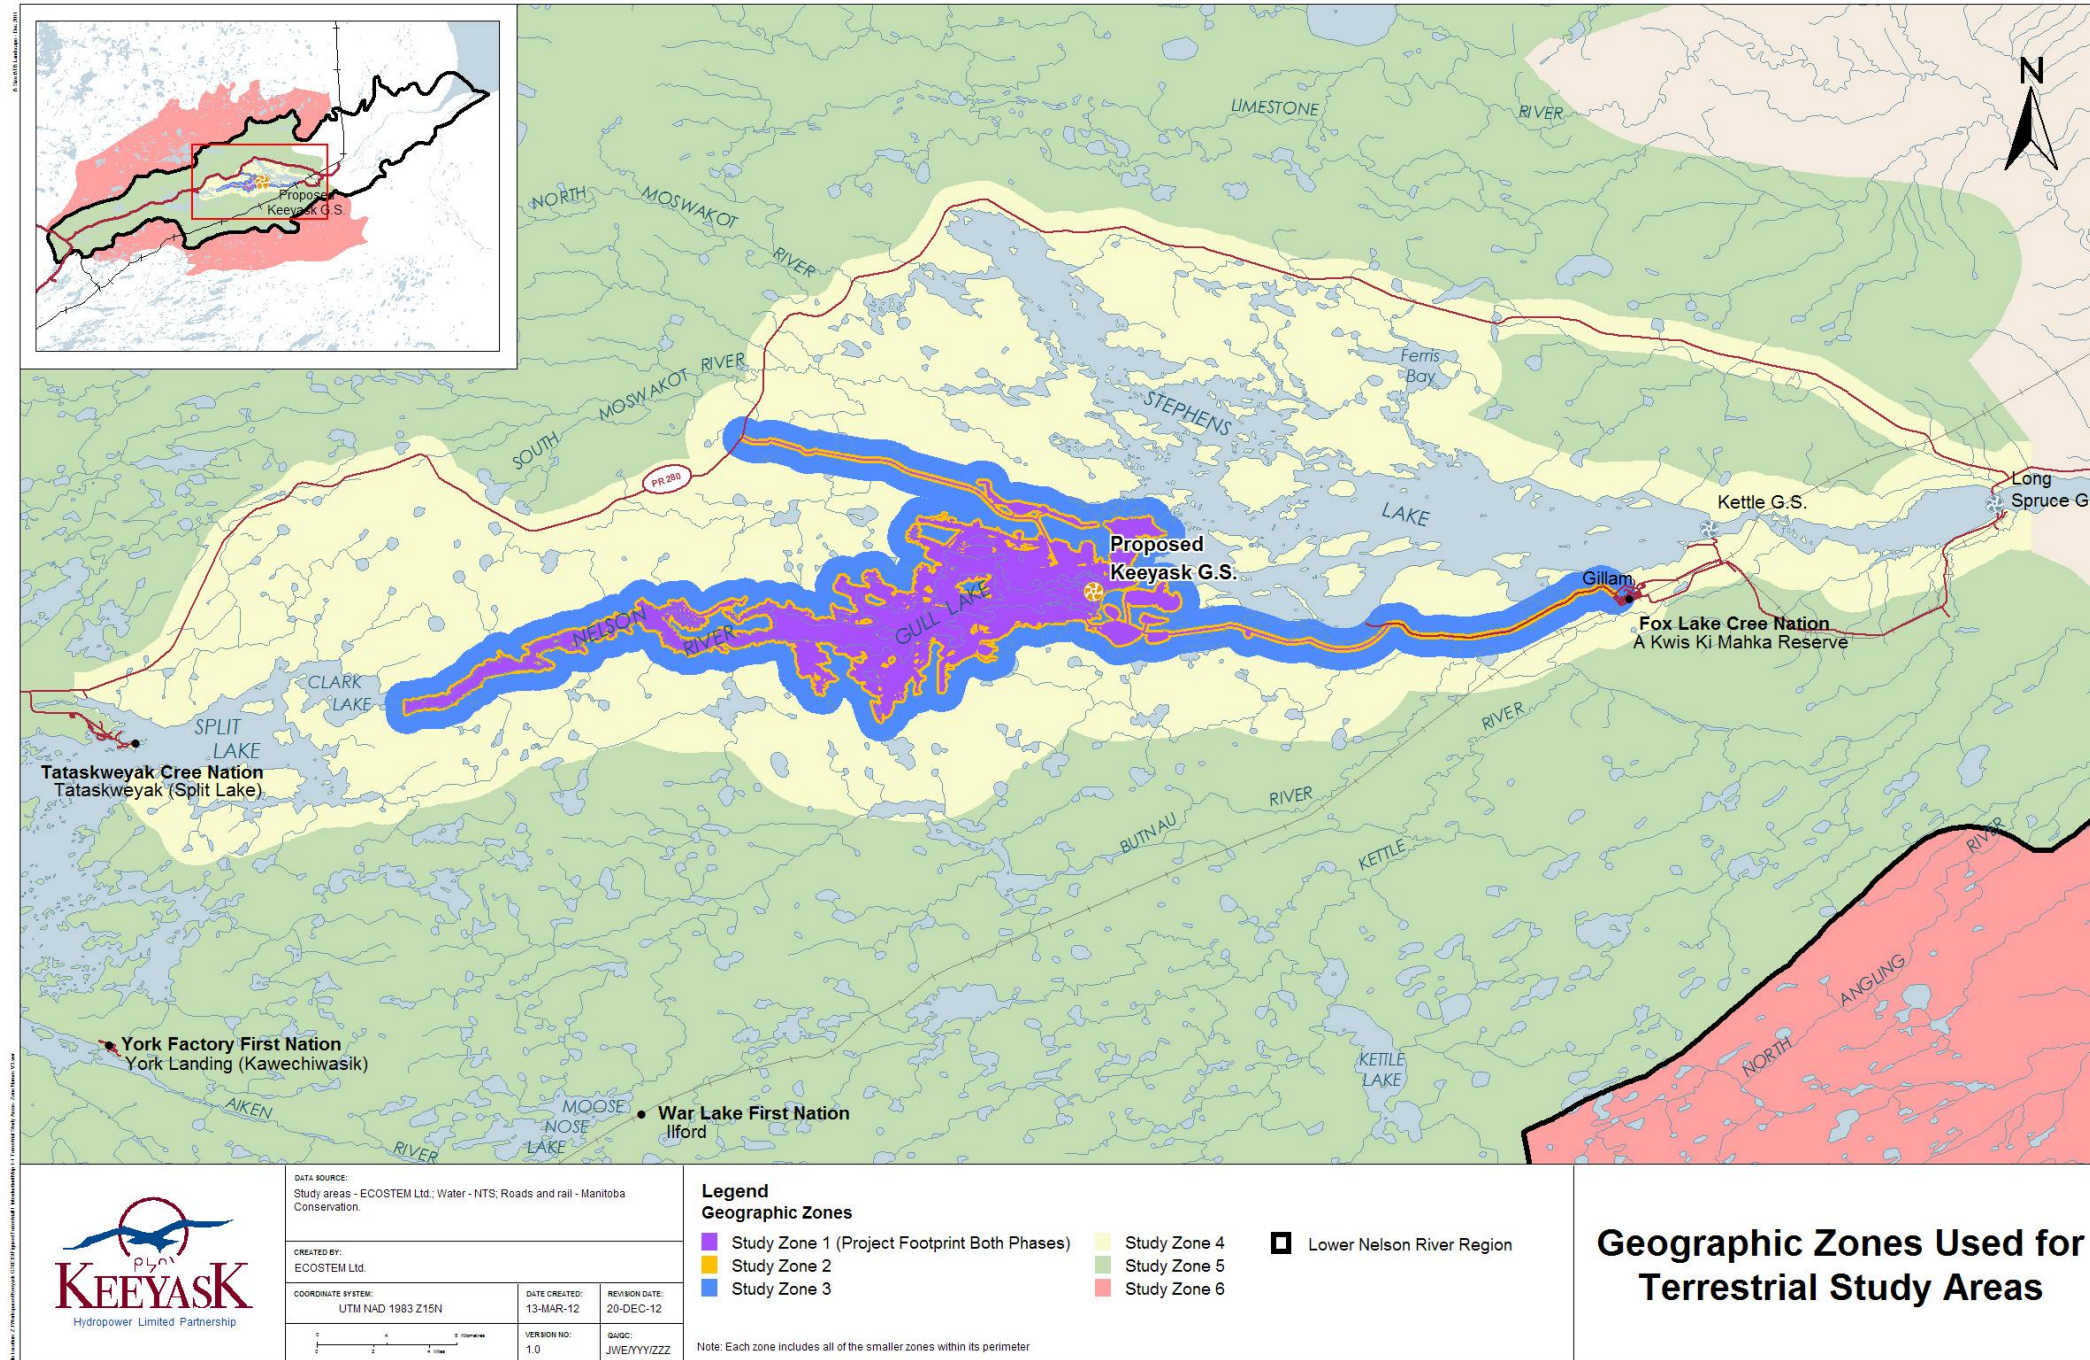 Proposed
Keeyask G.S.
LIMESTONE
RIVER
N
NORTH
MOSWAKOT
RIVER
SOUTH
MOSWAKOT
RIVER
PR 280
Ferris
Bay
STEPHENS
LAKE
Kettle G.S.
Long
Spruce G
Proposed
Keeyask G.S.
Gillam
Fox Lake Cree Nation
A Kwis Ki Mahka Reserve
NELSON
RIVER
GULL LAKE
CLARK
LAKE
SPLIT
LAKE
Tataskweyak Cree Nation
Tataskweyak (Split Lake)
BUTNAU
RIVER
KETTLE
RIVER
RIVER
ANGLING
NORTH
KETTLE
LAKE
York Factory First Nation
York Landing (Kawechiwasik)
AIKEN
RIVER
MOOSE
NOSE
LAKE
War Lake First Nation
Ilford
KEEYASK
Hydropower Limited Partnership
DATA SOURCE:
Study areas - ECOSTEM Ltd.; Water - NTS; Roads and rail - Manitoba
Conservation.
CREATED BY:
ECOSTEM Ltd.
COORDINATE SYSTEM:
UTM NAD 1983 Z15N
DATE CREATED:
13-MAR-12
REVISION DATE:
20-DEC-12
0 4 8 Kilometres
0 2 4 Miles
VERSION NO:
1.0
QA/QC:
JWE/YYY/ZZZ
Legend
Geographic Zones
Study Zone 1 (Project Footprint Both Phases)
Study Zone 2
Study Zone 3
Study Zone 4
Study Zone 5
Study Zone 6
Lower Nelson River Region
Note: Each zone includes all of the smaller zones within its perimeter
Geographic Zones Used for
Terrestrial Study Areas